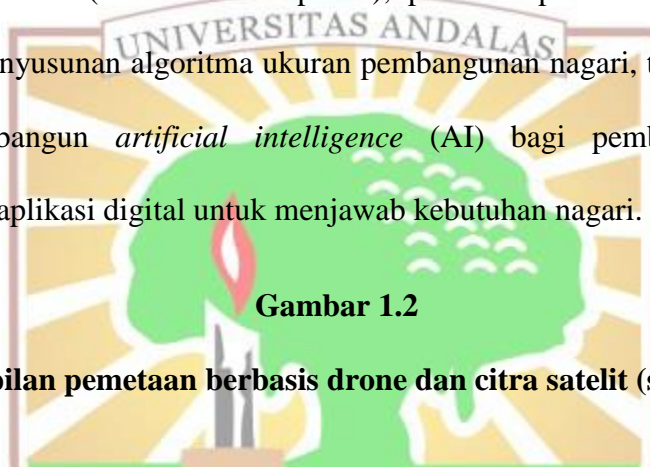 UNIVERSITAS ANDALAS
nyusunan algoritma ukuran pembangunan nagari, t
bangun artificial intelligence (AI) bagi pemb
aplikasi digital untuk menjawab kebutuhan nagari.
Gambar 1.2
bilan pemetaan berbasis drone dan citra satelit (s